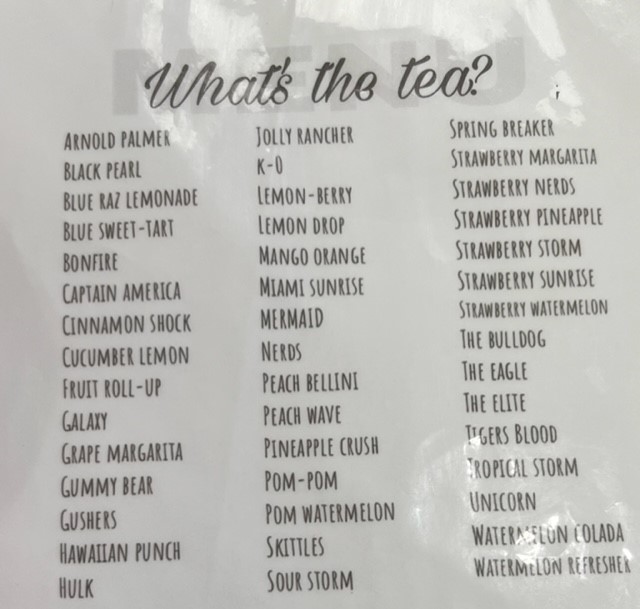 MENU
What's the tea?
ARNOLD PALMER
BLACK PEARL
BLUE RAZ LEMONADE
BLUE SWEET-TART
BONFIRE
CAPTAIN AMERICA
CINNAMON SHOCK
CUCUMBER LEMON
FRUIT ROLL-UP
GALAXY
GRAPE MARGARITA
GUMMY BEAR
GUSHERS
HAWAIIAN PUNCH
HULK
JOLLY RANCHER
K-O
LEMON-BERRY
LEMON DROP
MANGO ORANGE
MIAMI SUNRISE
MERMAID
NERDS
PEACH BELLINI
PEACH WAVE
PINEAPPLE CRUSH
POM-POM
POM WATERMELON
SKITTLES
SOUR STORM
SPRING BREAKER
STRAWBERRY MARGARITA
STRAWBERRY NERDS
STRAWBERRY PINEAPPLE
STRAWBERRY STORM
STRAWBERRY SUNRISE
STRAWBERRY WATERMELON
THE BULLDOG
THE EAGLE
THE ELITE
TIGERS BLOOD
TROPICAL STORM
UNICORN
WATERMELON COLADA
WATERMELON REFRESHER